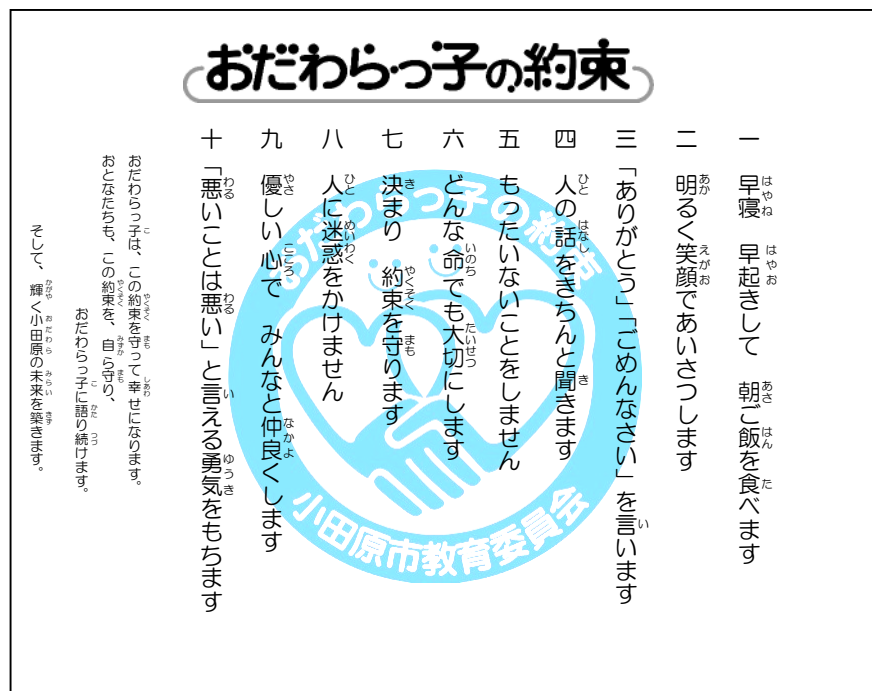 おだわらっ子の約束
一 早寝 早起きして 朝ご飯を食べます
二 明るく笑顔であいさつします
三 「ありがとう」「ごめんなさい」を言います
四 人の話をきちんと聞きます
五 もったいないことをしません
六 どんな命でも大切にします
七 決まり 約束を守ります
八 人に迷惑をかけません
九 優しい心で みんなと仲良くします
十 「悪いことは悪い」と言える勇気をもちます
おだわらっ子は、この約束を守って幸せになります。
おとなたちも、この約束を、自ら守り、
おだわらっ子に語り続けます。
そして、輝く小田原の未来を築きます。
おだわらっ子の約束
小田原市教育委員会